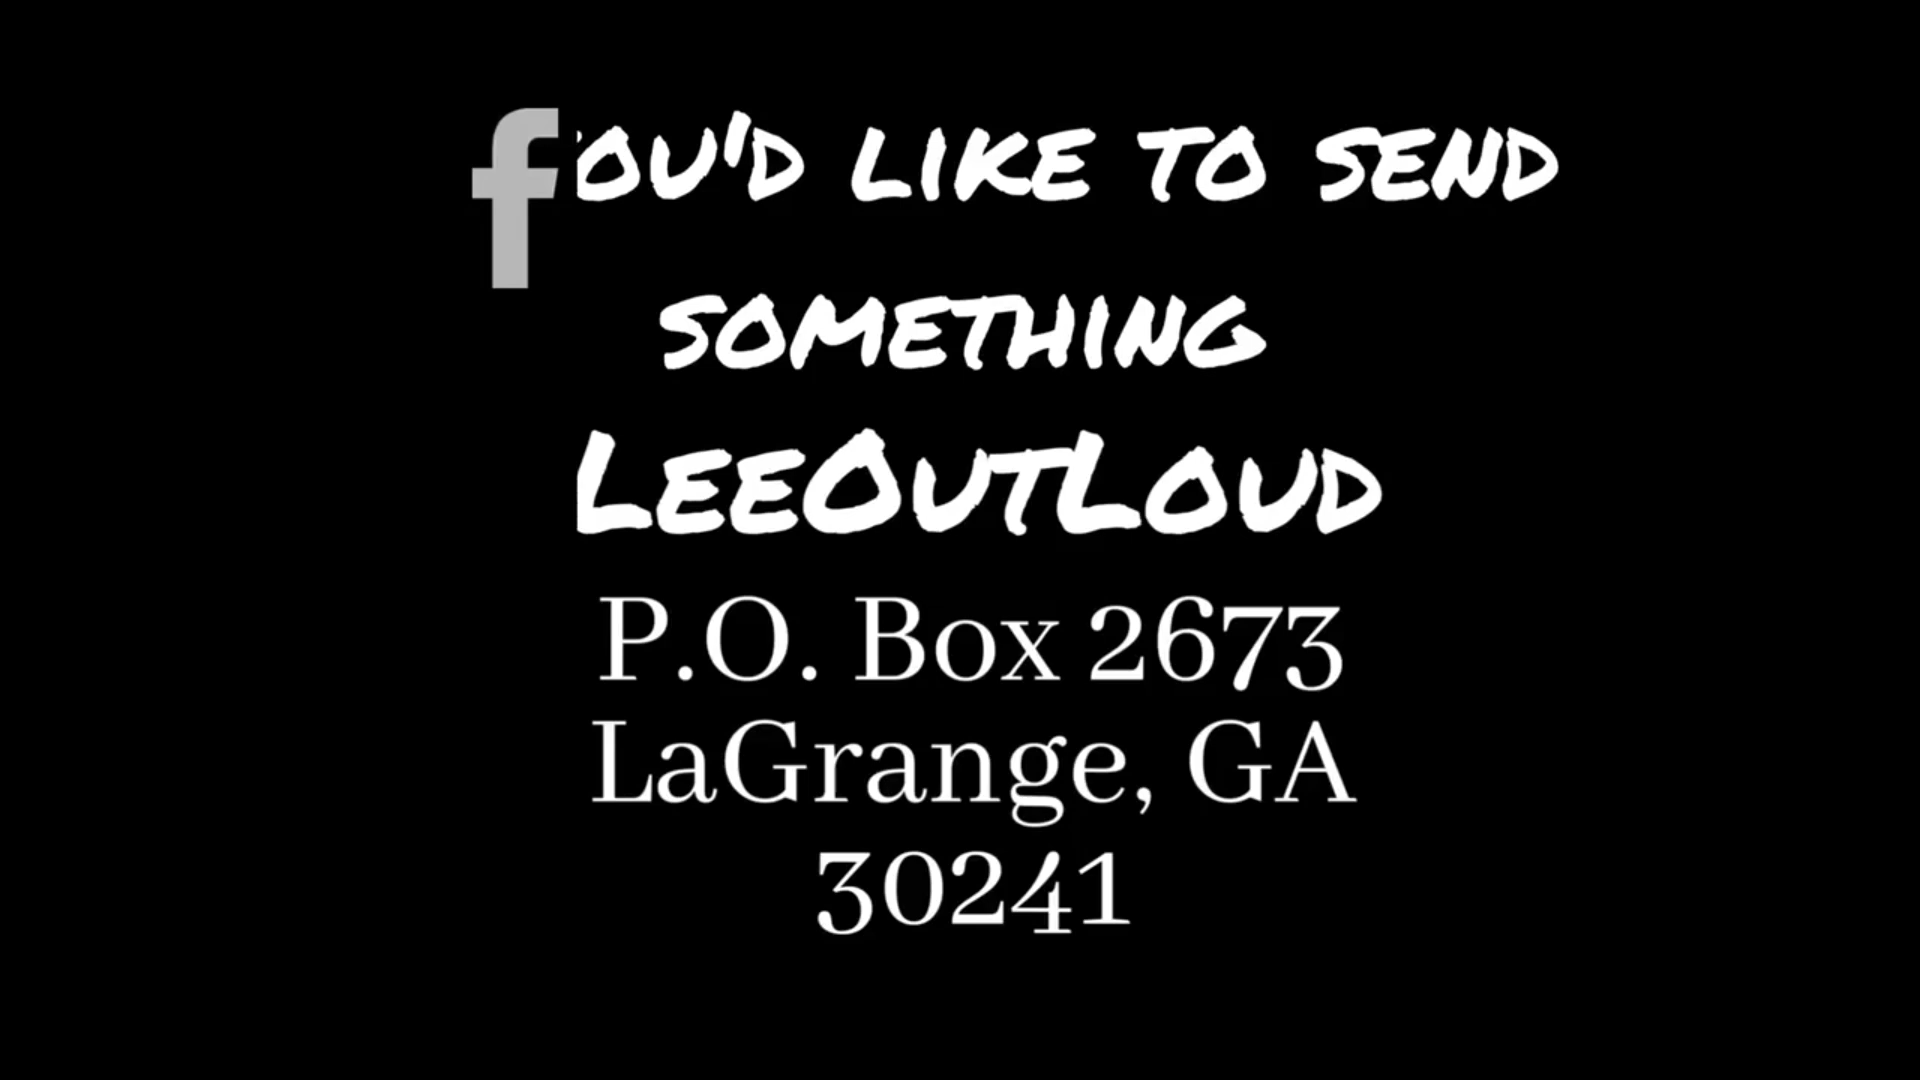 OU'D LIKE TO SEND
SOMETHING
LEEOUTLOUD
P.O. Box 2673
LaGrange, GA
30241